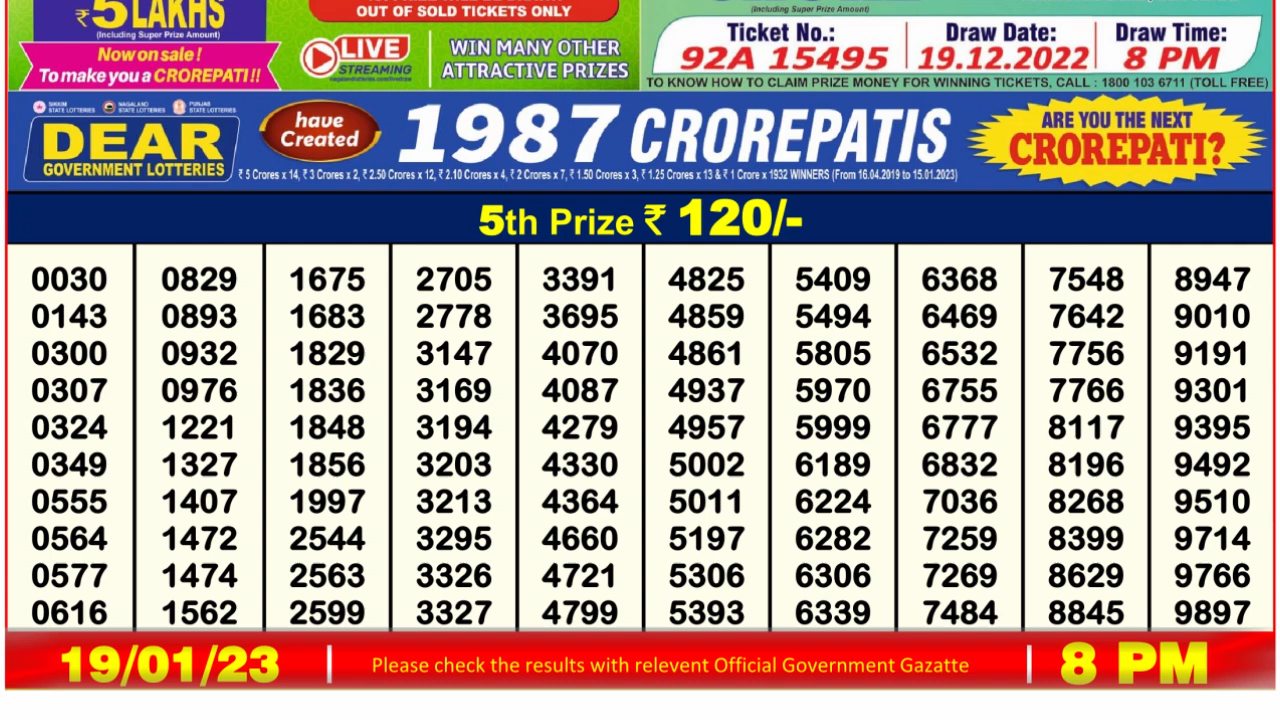 ₹5 LAKHS
(Including Super Prize Amount)
Now on sale !
To make you a CROREPATI !!
OUT OF SOLD TICKETS ONLY
LIVE
STREAMING
WIN MANY OTHER
ATTRACTIVE PRIZES
(Including Super Prize Amount)
Ticket No.: Draw Date: Draw Time:
92A 15495 19.12.2022 8 PM
TO KNOW HOW TO CLAIM PRIZE MONEY FOR WINNING TICKETS, CALL : 1800 103 6711 (TOLL FREE)
SIKKIM STATE LOTTERIES NAGALAND STATE LOTTERIES PUNJAB STATE LOTTERIES
DEAR
GOVERNMENT LOTTERIES
have
Created
1987 CROREPATIS
₹ 5 Crores x 14, ₹ 3 Crores x 2, ₹ 2.50 Crores x 12, ₹ 2.10 Crores x 4, ₹ 2 Crores x 7, ₹ 1.50 Crores x 3, ₹ 1.25 Crores x 13 & ₹ 1 Crore x 1932 WINNERS (From 16.04.2019 to 15.01.2023)
ARE YOU THE NEXT
CROREPATI?
5th Prize ₹ 120/-
0030 0829 1675 2705 3391 4825 5409 6368 7548 8947
0143 0893 1683 2778 3695 4859 5494 6469 7642 9010
0300 0932 1829 3147 4070 4861 5805 6532 7756 9191
0307 0976 1836 3169 4087 4937 5970 6755 7766 9301
0324 1221 1848 3194 4279 4957 5999 6777 8117 9395
0349 1327 1856 3203 4330 5002 6189 6832 8196 9492
0555 1407 1997 3213 4364 5011 6224 7036 8268 9510
0564 1472 2544 3295 4660 5197 6282 7259 8399 9714
0577 1474 2563 3326 4721 5306 6306 7269 8629 9766
0616 1562 2599 3327 4799 5393 6339 7484 8845 9897
19/01/23 Please check the results with relevent Official Government Gazatte 8 PM